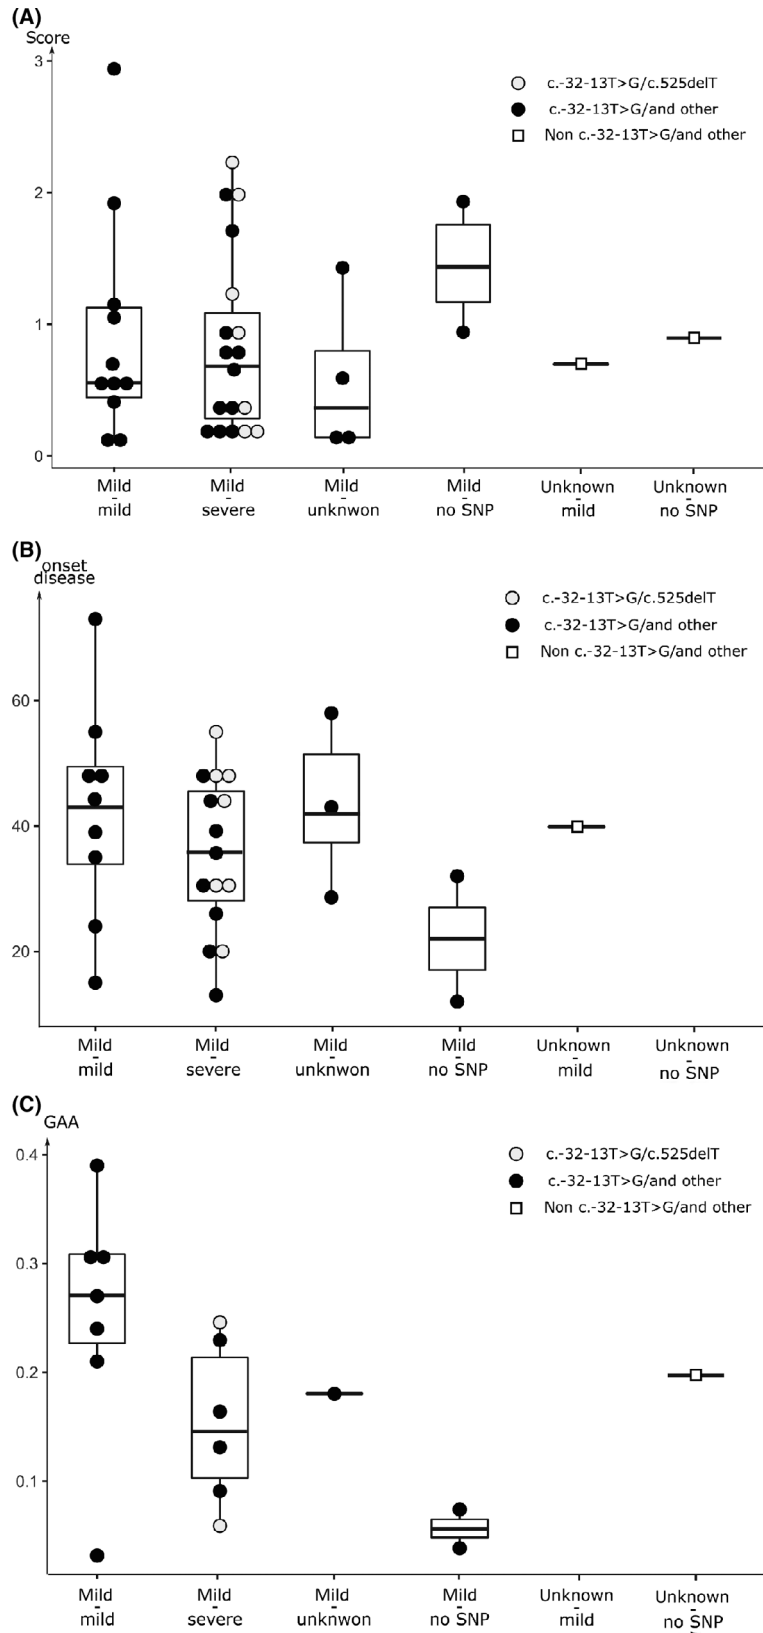 (A)
Score
3
c.-32-13T>G/c.525delT
c.-32-13T>G/and other
Non c.-32-13T>G/and other
2
1
0
Mild - mild
Mild - severe
Mild - unknwon
Mild - no SNP
Unknown - mild
Unknown - no SNP
(B)
onset
disease
c.-32-13T>G/c.525delT
c.-32-13T>G/and other
Non c.-32-13T>G/and other
60
40
20
Mild - mild
Mild - severe
Mild - unknwon
Mild - no SNP
Unknown - mild
Unknown - no SNP
(C)
GAA
0.4
c.-32-13T>G/c.525delT
c.-32-13T>G/and other
Non c.-32-13T>G/and other
0.3
0.2
0.1
Mild - mild
Mild - severe
Mild - unknwon
Mild - no SNP
Unknown - mild
Unknown - no SNP